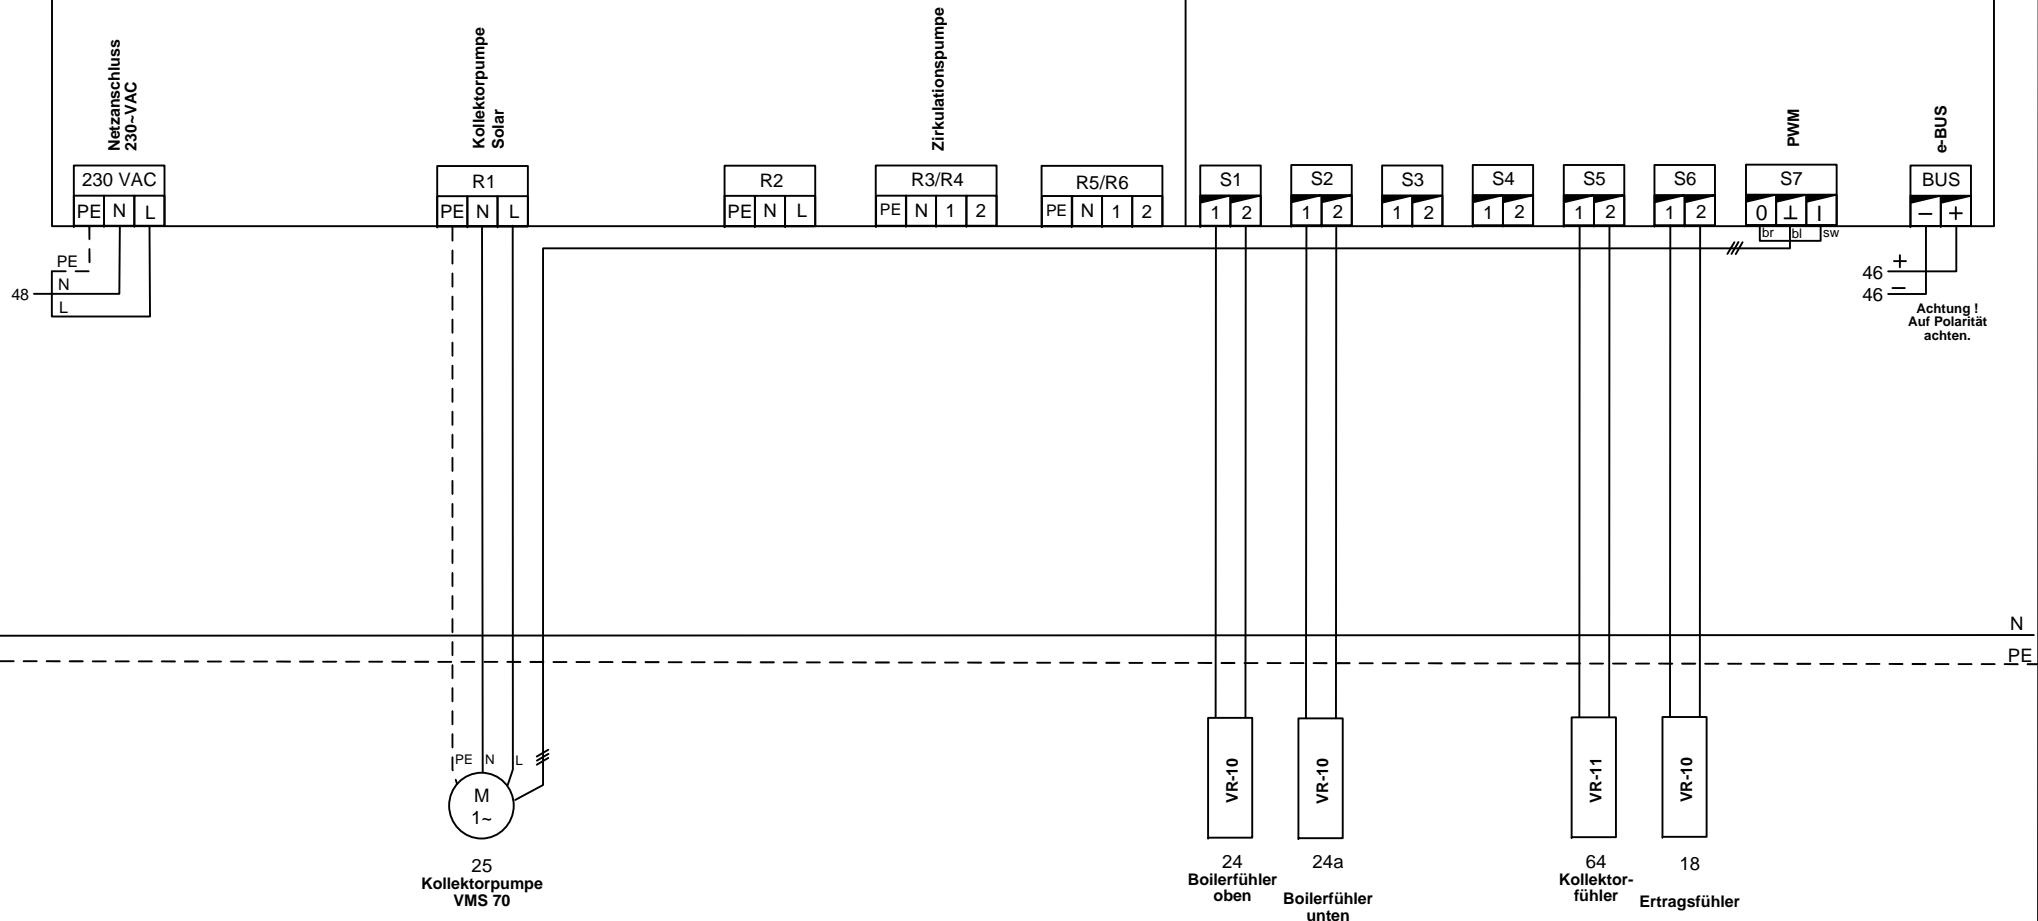 Netzanschluss
230~VAC
Kollektorpumpe
Solar
Zirkulationspumpe
PWM
e-BUS
230 VAC
R1
R2
R3/R4
R5/R6
S1
S2
S3
S4
S5
S6
S7
BUS
PE N L
PE N L
PE N L
PE N 1 2
PE N 1 2
1 2
1 2
1 2
1 2
1 2
1 2
0 ⊥ I
− +
br bl sw
PE
N
L
48
46 +
46 −
Achtung !
Auf Polarität
achten.
N
PE
PE N L
M
1~
25
Kollektorpumpe
VMS 70
VR-10
24
Boilerfühler
oben
VR-10
24a
Boilerfühler
unten
VR-11
64
Kollektor-
fühler
VR-10
18
Ertragsfühler